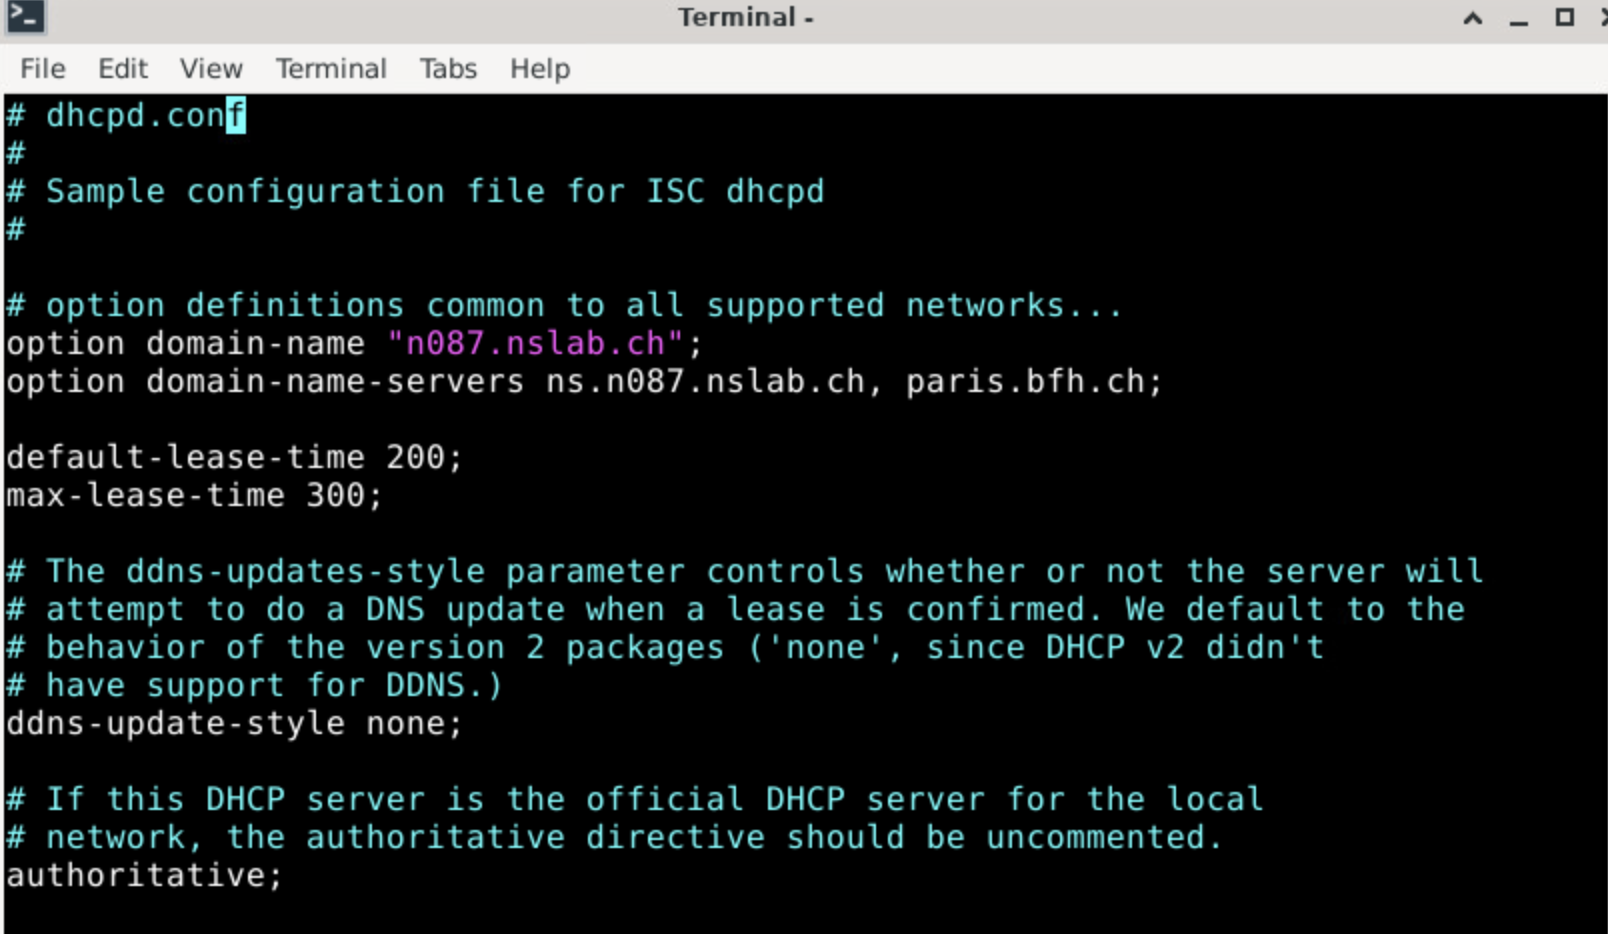 Terminal -
File Edit View Terminal Tabs Help
# dhcpd.conf
#
# Sample configuration file for ISC dhcpd
#
# option definitions common to all supported networks...
option domain-name "n087.nslab.ch";
option domain-name-servers ns.n087.nslab.ch, paris.bfh.ch;
default-lease-time 200;
max-lease-time 300;
# The ddns-updates-style parameter controls whether or not the server will
# attempt to do a DNS update when a lease is confirmed. We default to the
# behavior of the version 2 packages ('none', since DHCP v2 didn't
# have support for DDNS.)
ddns-update-style none;
# If this DHCP server is the official DHCP server for the local
# network, the authoritative directive should be uncommented.
authoritative;